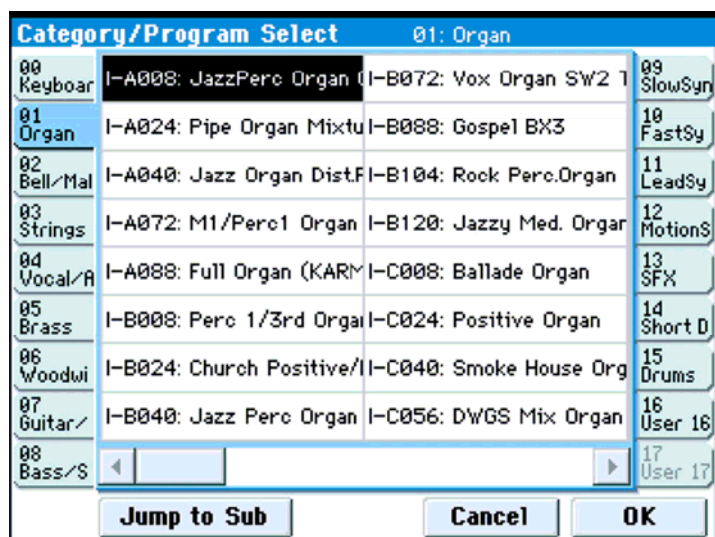 Category/Program Select 01: Organ
00
Keyboar
01
Organ
02
Bell/Mal
03
Strings
04
Vocal/A
05
Brass
06
Woodwi
07
Guitar/
08
Bass/S
I-A008: JazzPerc Organ (
I-A024: Pipe Organ Mixtu
I-A040: Jazz Organ Dist.F
I-A072: M1/Perc1 Organ
I-A088: Full Organ (KARM
I-B008: Perc 1/3rd Orga
I-B024: Church Positive/
I-B040: Jazz Perc Organ
I-B072: Vox Organ SW2 T
I-B088: Gospel BX3
I-B104: Rock Perc.Organ
I-B120: Jazzy Med. Organ
I-C008: Ballade Organ
I-C024: Positive Organ
I-C040: Smoke House Org
I-C056: DWGS Mix Organ
09
SlowSyn
10
FastSy
11
LeadSy
12
MotionS
13
SFX
14
Short D
15
Drums
16
User 16
17
User 17
Jump to Sub
Cancel
OK